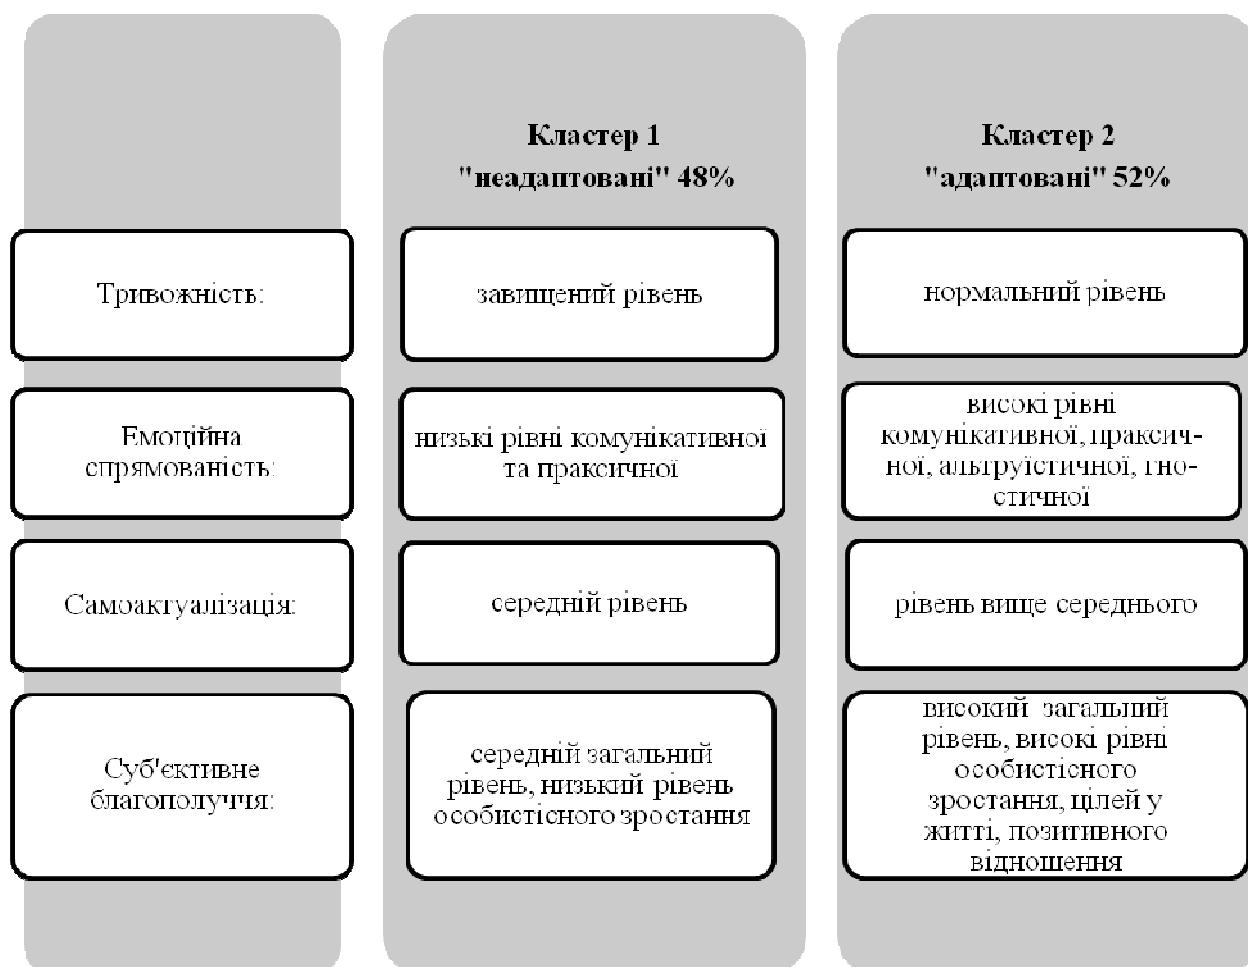 Кластер 1
"неадаптовані" 48%
Кластер 2
"адаптовані" 52%
Тривожність:
завищений рівень
нормальний рівень
Емоційна
спрямованість:
низькі рівні комунікативної
та праксичної
високі рівні
комунікативної, праксич-
ної, альтруїстичної, гно-
стичної
Самоактуалізація:
середній рівень
рівень вище середнього
Суб'єктивне
благополуччя:
середній загальний
рівень, низький рівень
особистісного зростання
високий загальний
рівень, високі рівні
особистісного
зростання, цілей у
житті, позитивного
відношення